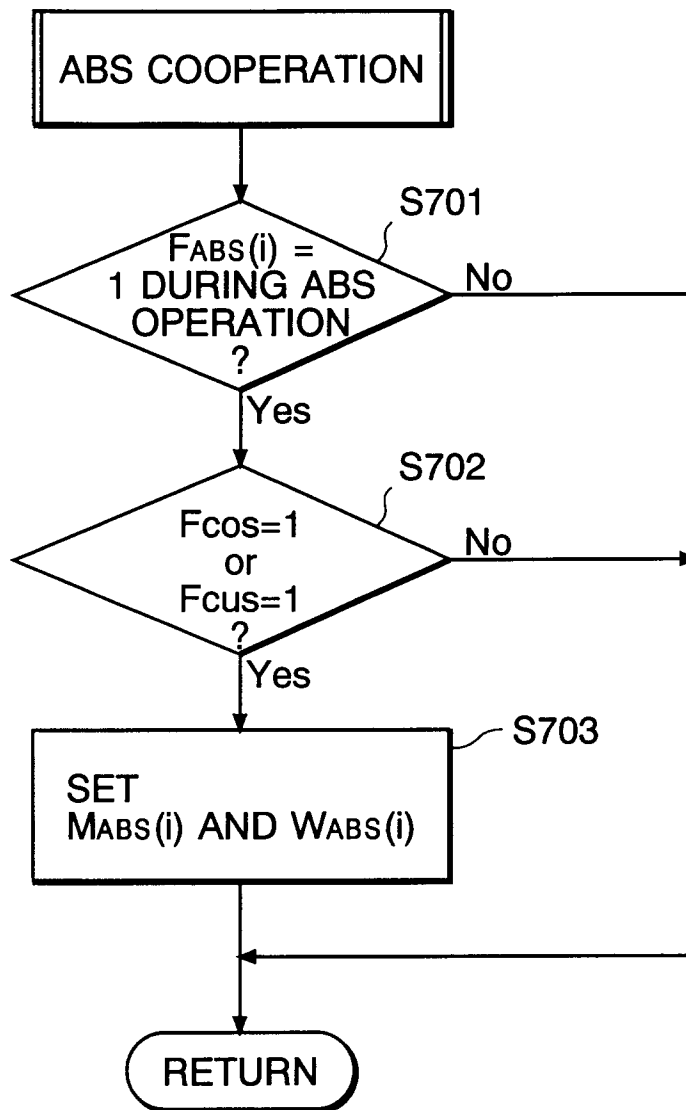 ABS COOPERATION
S701
FABS(i) =
1 DURING ABS
OPERATION
?
No
Yes
S702
Fcos=1
or
Fcus=1
?
No
Yes
S703
SET
MABS(i) AND WABS(i)
RETURN